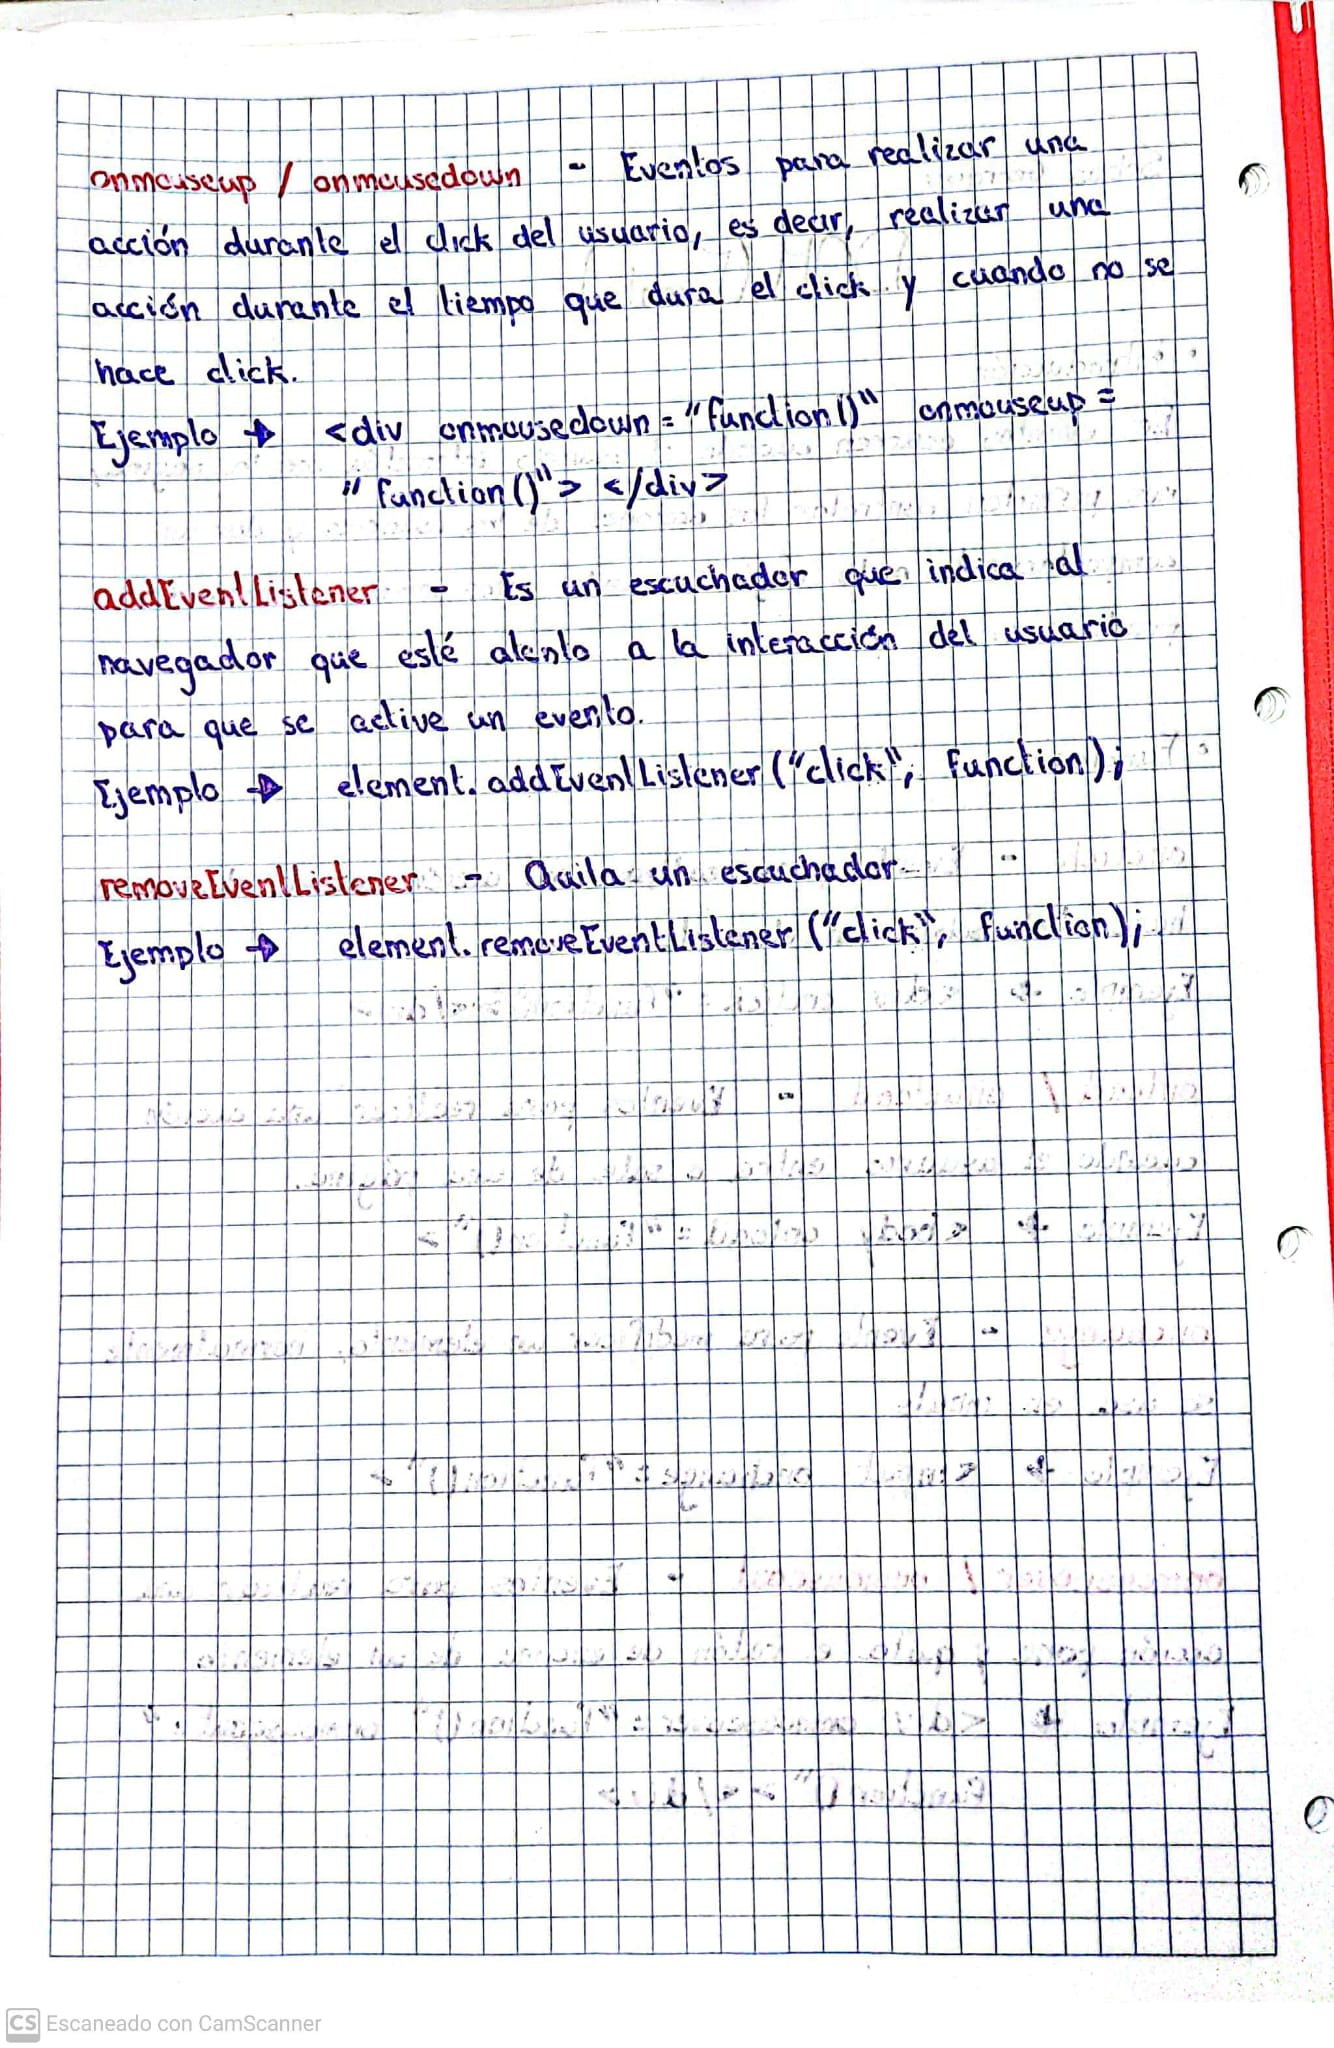 onmouseup / onmousedown - Eventos para realizar una
acción durante el click del usuario, es decir, realizar una
acción durante el tiempo que dura el click y cuando no se
hace click.
Ejemplo → <div onmousedown = "function()" onmouseup =
"function()"> </div>
addEventListener - Es un escuchador que indica al
navegador que esté atento a la interacción del usuario
para que se active un evento.
Ejemplo → element.addEventListener("click", function);
removeEventListener - Quita un escuchador
Ejemplo → element.removeEventListener("click", function);
CS Escaneado con CamScanner